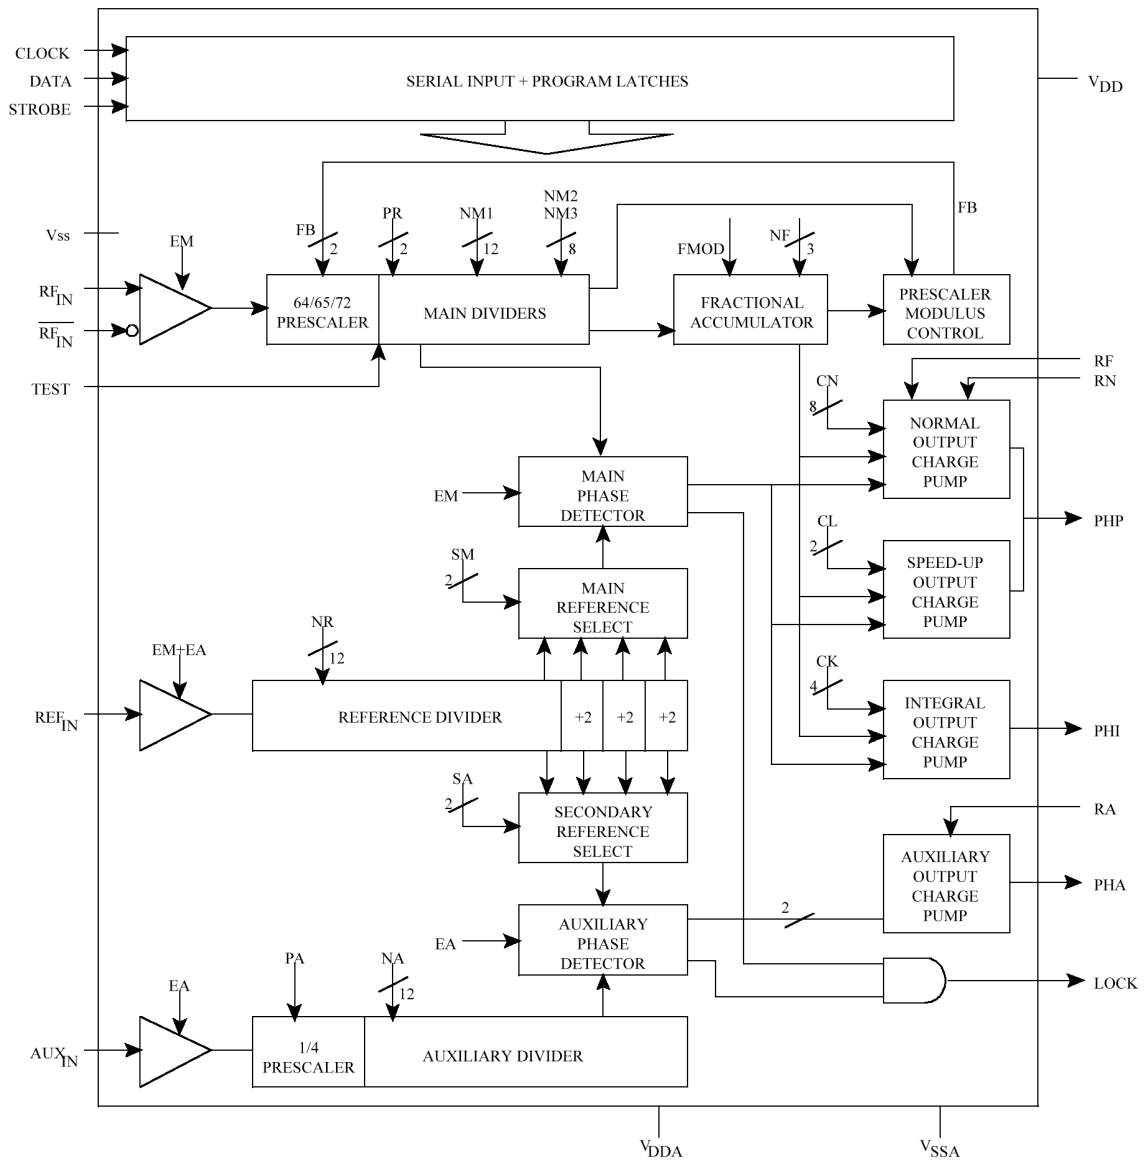 CLOCK
DATA
STROBE
SERIAL INPUT + PROGRAM LATCHES
VDD
VSS
EM
FB
2
PR
2
NM1
12
NM2
NM3
8
FMOD
NF
3
FB
RFIN
RFIN
64/65/72
PRESCALER
MAIN DIVIDERS
FRACTIONAL
ACCUMULATOR
PRESCALER
MODULUS
CONTROL
TEST
RF
RN
CN
8
NORMAL
OUTPUT
CHARGE
PUMP
EM
MAIN
PHASE
DETECTOR
PHP
CL
2
SPEED-UP
OUTPUT
CHARGE
PUMP
SM
2
MAIN
REFERENCE
SELECT
NR
12
EM+EA
REFIN
REFERENCE DIVIDER
+2
+2
+2
CK
4
INTEGRAL
OUTPUT
CHARGE
PUMP
PHI
SA
2
SECONDARY
REFERENCE
SELECT
RA
AUXILIARY
OUTPUT
CHARGE
PUMP
PHA
EA
AUXILIARY
PHASE
DETECTOR
2
LOCK
EA
PA
NA
12
AUXIN
1/4
PRESCALER
AUXILIARY DIVIDER
VDDA
VSSA